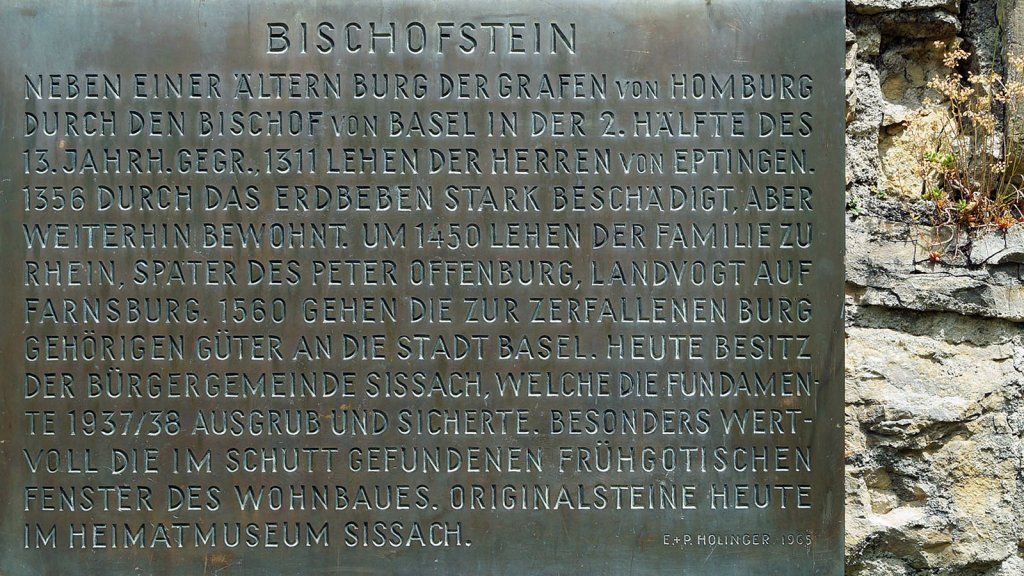 BISCHOFSTEIN
NEBEN EINER ÄLTERN BURG DER GRAFEN VON HOMBURG
DURCH DEN BISCHOF VON BASEL IN DER 2. HÄLFTE DES
13. JAHRH. GEGR., 1311 LEHEN DER HERREN VON EPTINGEN.
1356 DURCH DAS ERDBEBEN STARK BESCHÄDIGT, ABER
WEITERHIN BEWOHNT. UM 1450 LEHEN DER FAMILIE ZU
RHEIN, SPÄTER DES PETER OFFENBURG, LANDVOGT AUF
FARNSBURG. 1560 GEHEN DIE ZUR ZERFALLENEN BURG
GEHÖRIGEN GÜTER AN DIE STADT BASEL. HEUTE BESITZ
DER BÜRGERGEMEINDE SISSACH, WELCHE DIE FUNDAMEN-
TE 1937/38 AUSGRUB UND SICHERTE. BESONDERS WERT-
VOLL DIE IM SCHUTT GEFUNDENEN FRÜHGOTISCHEN
FENSTER DES WOHNBAUES. ORIGINALSTEINE HEUTE
IM HEIMATMUSEUM SISSACH.
E.+P. HOLINGER 1965